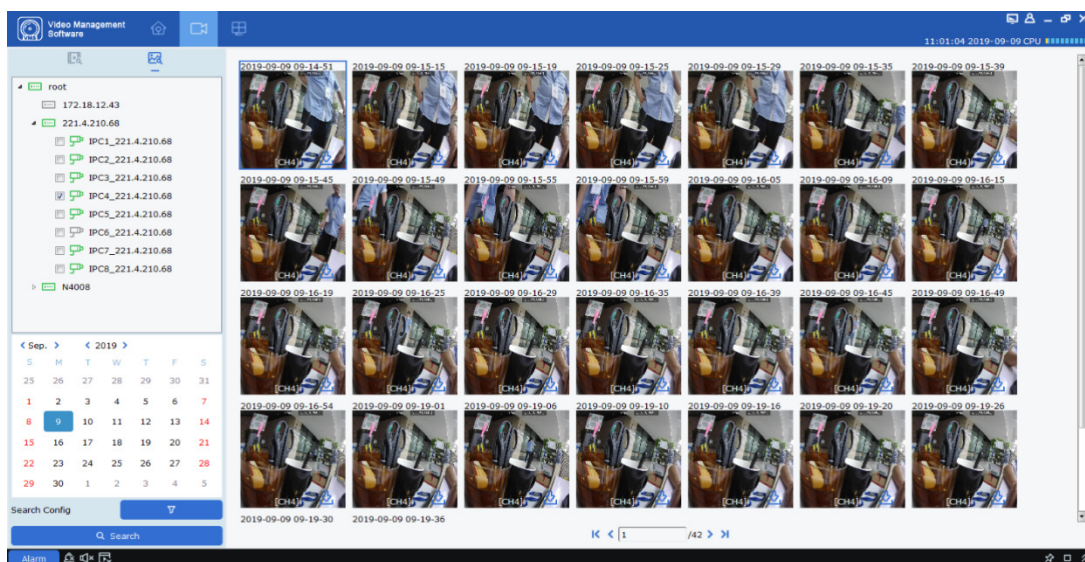 Video Management
Software
11:01:04 2019-09-09 CPU
root
172.18.12.43
221.4.210.68
IPC1_221.4.210.68
IPC2_221.4.210.68
IPC3_221.4.210.68
IPC4_221.4.210.68
IPC5_221.4.210.68
IPC6_221.4.210.68
IPC7_221.4.210.68
IPC8_221.4.210.68
N4008
< Sep. > < 2019 >
S M T W T F S
25 26 27 28 29 30 31
1 2 3 4 5 6 7
8 9 10 11 12 13 14
15 16 17 18 19 20 21
22 23 24 25 26 27 28
29 30 1 2 3 4 5
Search Config
Search
Alarm
2019-09-09 09-14-51 2019-09-09 09-15-15 2019-09-09 09-15-19 2019-09-09 09-15-25 2019-09-09 09-15-29 2019-09-09 09-15-35 2019-09-09 09-15-39
[CH4] [CH4] [CH4] [CH4] [CH4] [CH4] [CH4]
2019-09-09 09-15-45 2019-09-09 09-15-49 2019-09-09 09-15-55 2019-09-09 09-15-59 2019-09-09 09-16-05 2019-09-09 09-16-09 2019-09-09 09-16-15
[CH4] [CH4] [CH4] [CH4] [CH4] [CH4] [CH4]
2019-09-09 09-16-19 2019-09-09 09-16-25 2019-09-09 09-16-29 2019-09-09 09-16-35 2019-09-09 09-16-39 2019-09-09 09-16-45 2019-09-09 09-16-49
[CH4] [CH4] [CH4] [CH4] [CH4] [CH4] [CH4]
2019-09-09 09-16-54 2019-09-09 09-19-01 2019-09-09 09-19-06 2019-09-09 09-19-10 2019-09-09 09-19-16 2019-09-09 09-19-20 2019-09-09 09-19-26
[CH4] [CH4] [CH4] [CH4] [CH4] [CH4] [CH4]
2019-09-09 09-19-30 2019-09-09 09-19-36
1 /42